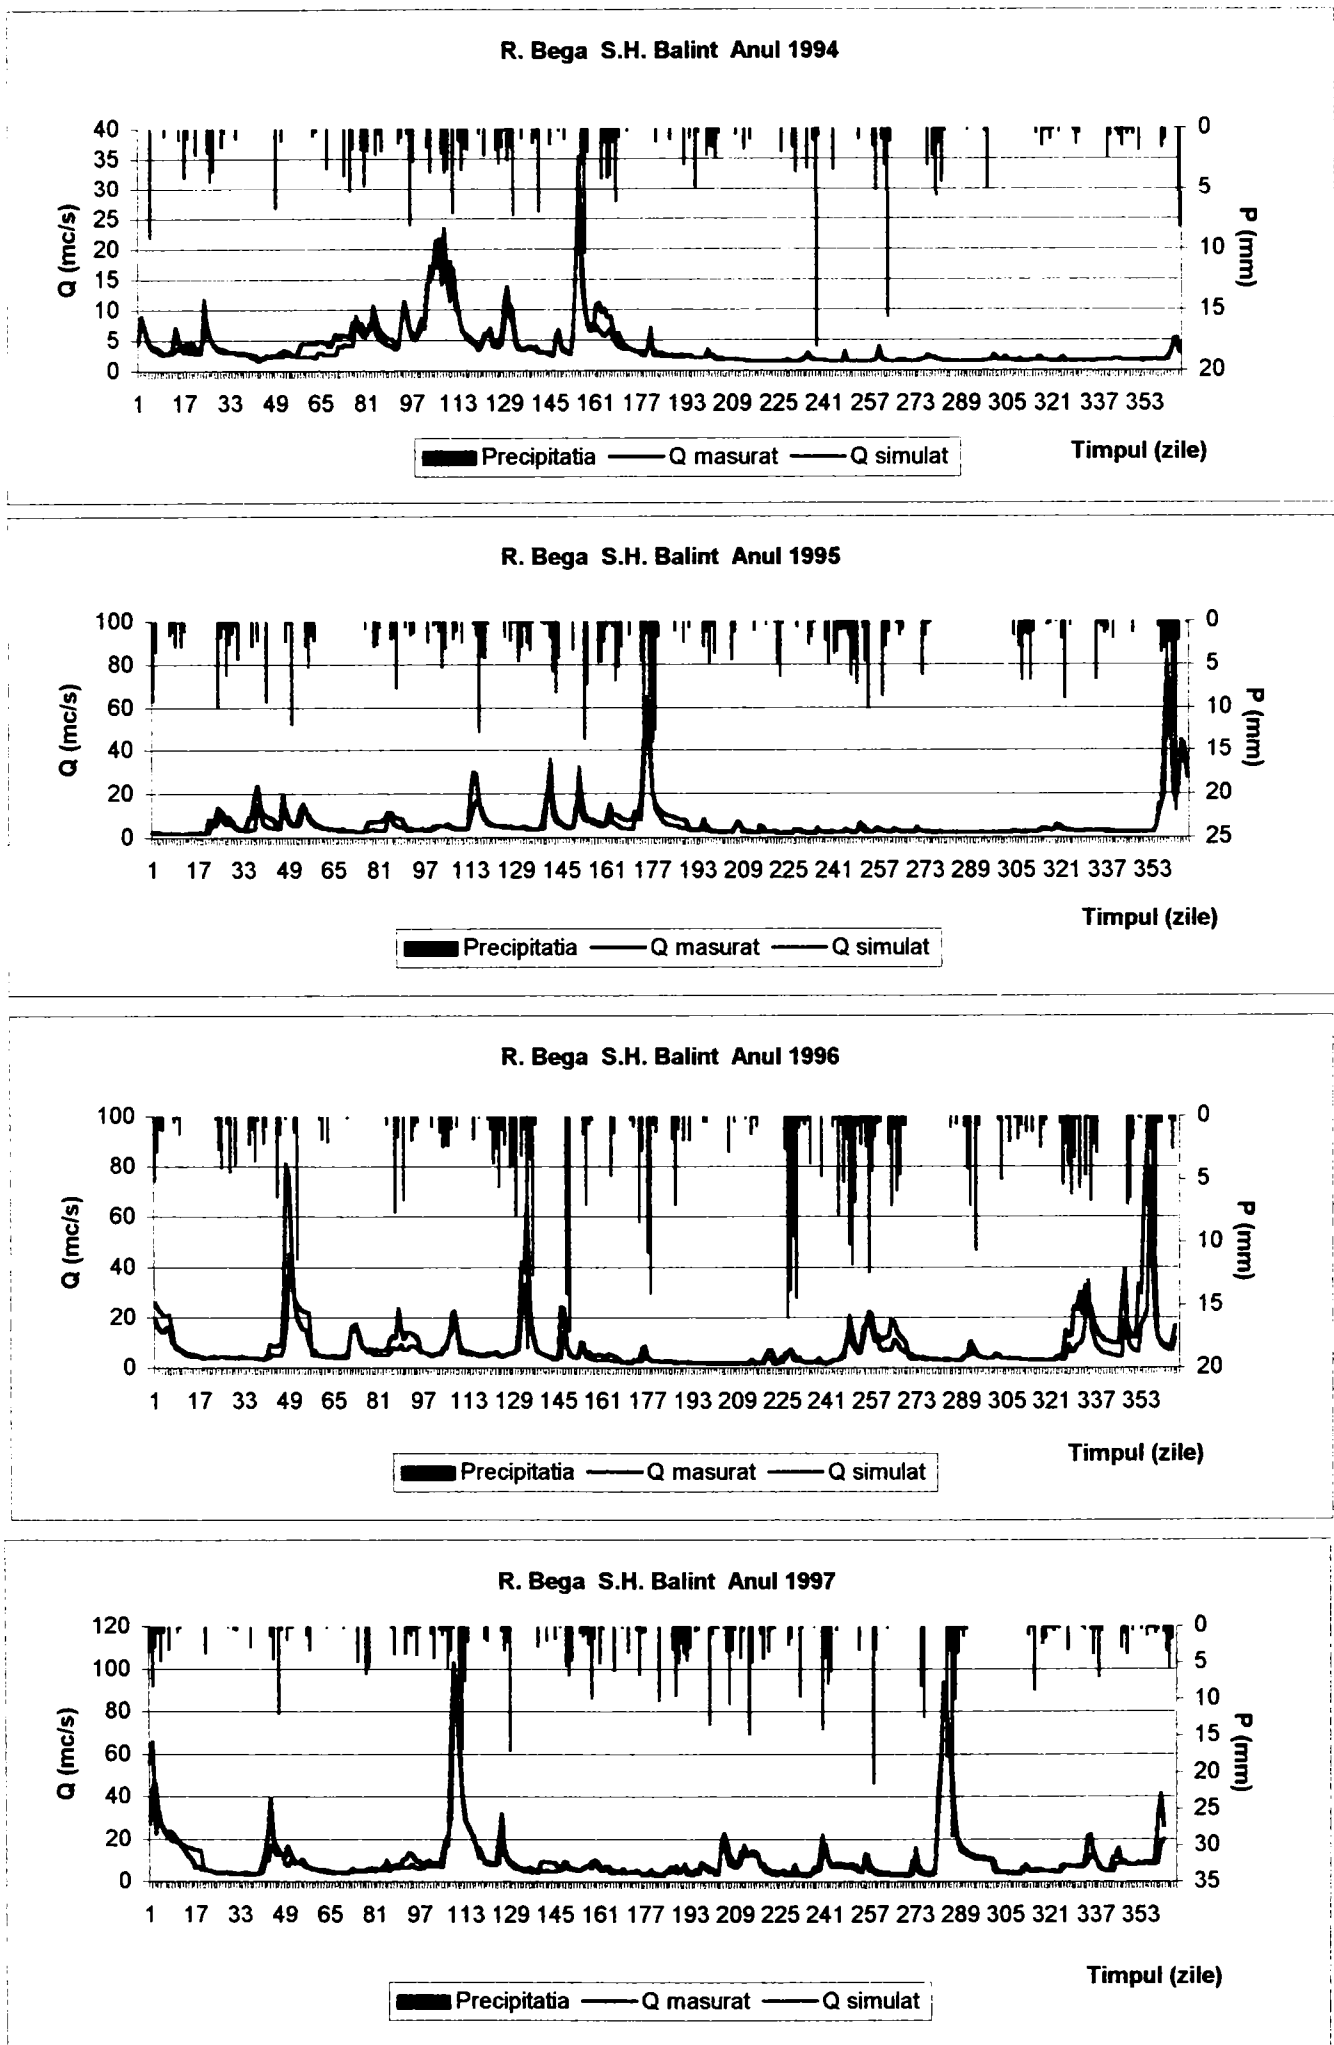 R. Bega S.H. Balint Anul 1994
Q (mc/s)
40
35
30
25
20
15
10
5
0
0
5
10
15
20
P (mm)
1 17 33 49 65 81 97 113 129 145 161 177 193 209 225 241 257 273 289 305 321 337 353
Timpul (zile)
Precipitatia Q masurat Q simulat
R. Bega S.H. Balint Anul 1995
Q (mc/s)
100
80
60
40
20
0
0
5
10
15
20
25
P (mm)
1 17 33 49 65 81 97 113 129 145 161 177 193 209 225 241 257 273 289 305 321 337 353
Timpul (zile)
Precipitatia Q masurat Q simulat
R. Bega S.H. Balint Anul 1996
Q (mc/s)
100
80
60
40
20
0
0
5
10
15
20
P (mm)
1 17 33 49 65 81 97 113 129 145 161 177 193 209 225 241 257 273 289 305 321 337 353
Timpul (zile)
Precipitatia Q masurat Q simulat
R. Bega S.H. Balint Anul 1997
Q (mc/s)
120
100
80
60
40
20
0
0
5
10
15
20
25
30
35
P (mm)
1 17 33 49 65 81 97 113 129 145 161 177 193 209 225 241 257 273 289 305 321 337 353
Timpul (zile)
Precipitatia Q masurat Q simulat